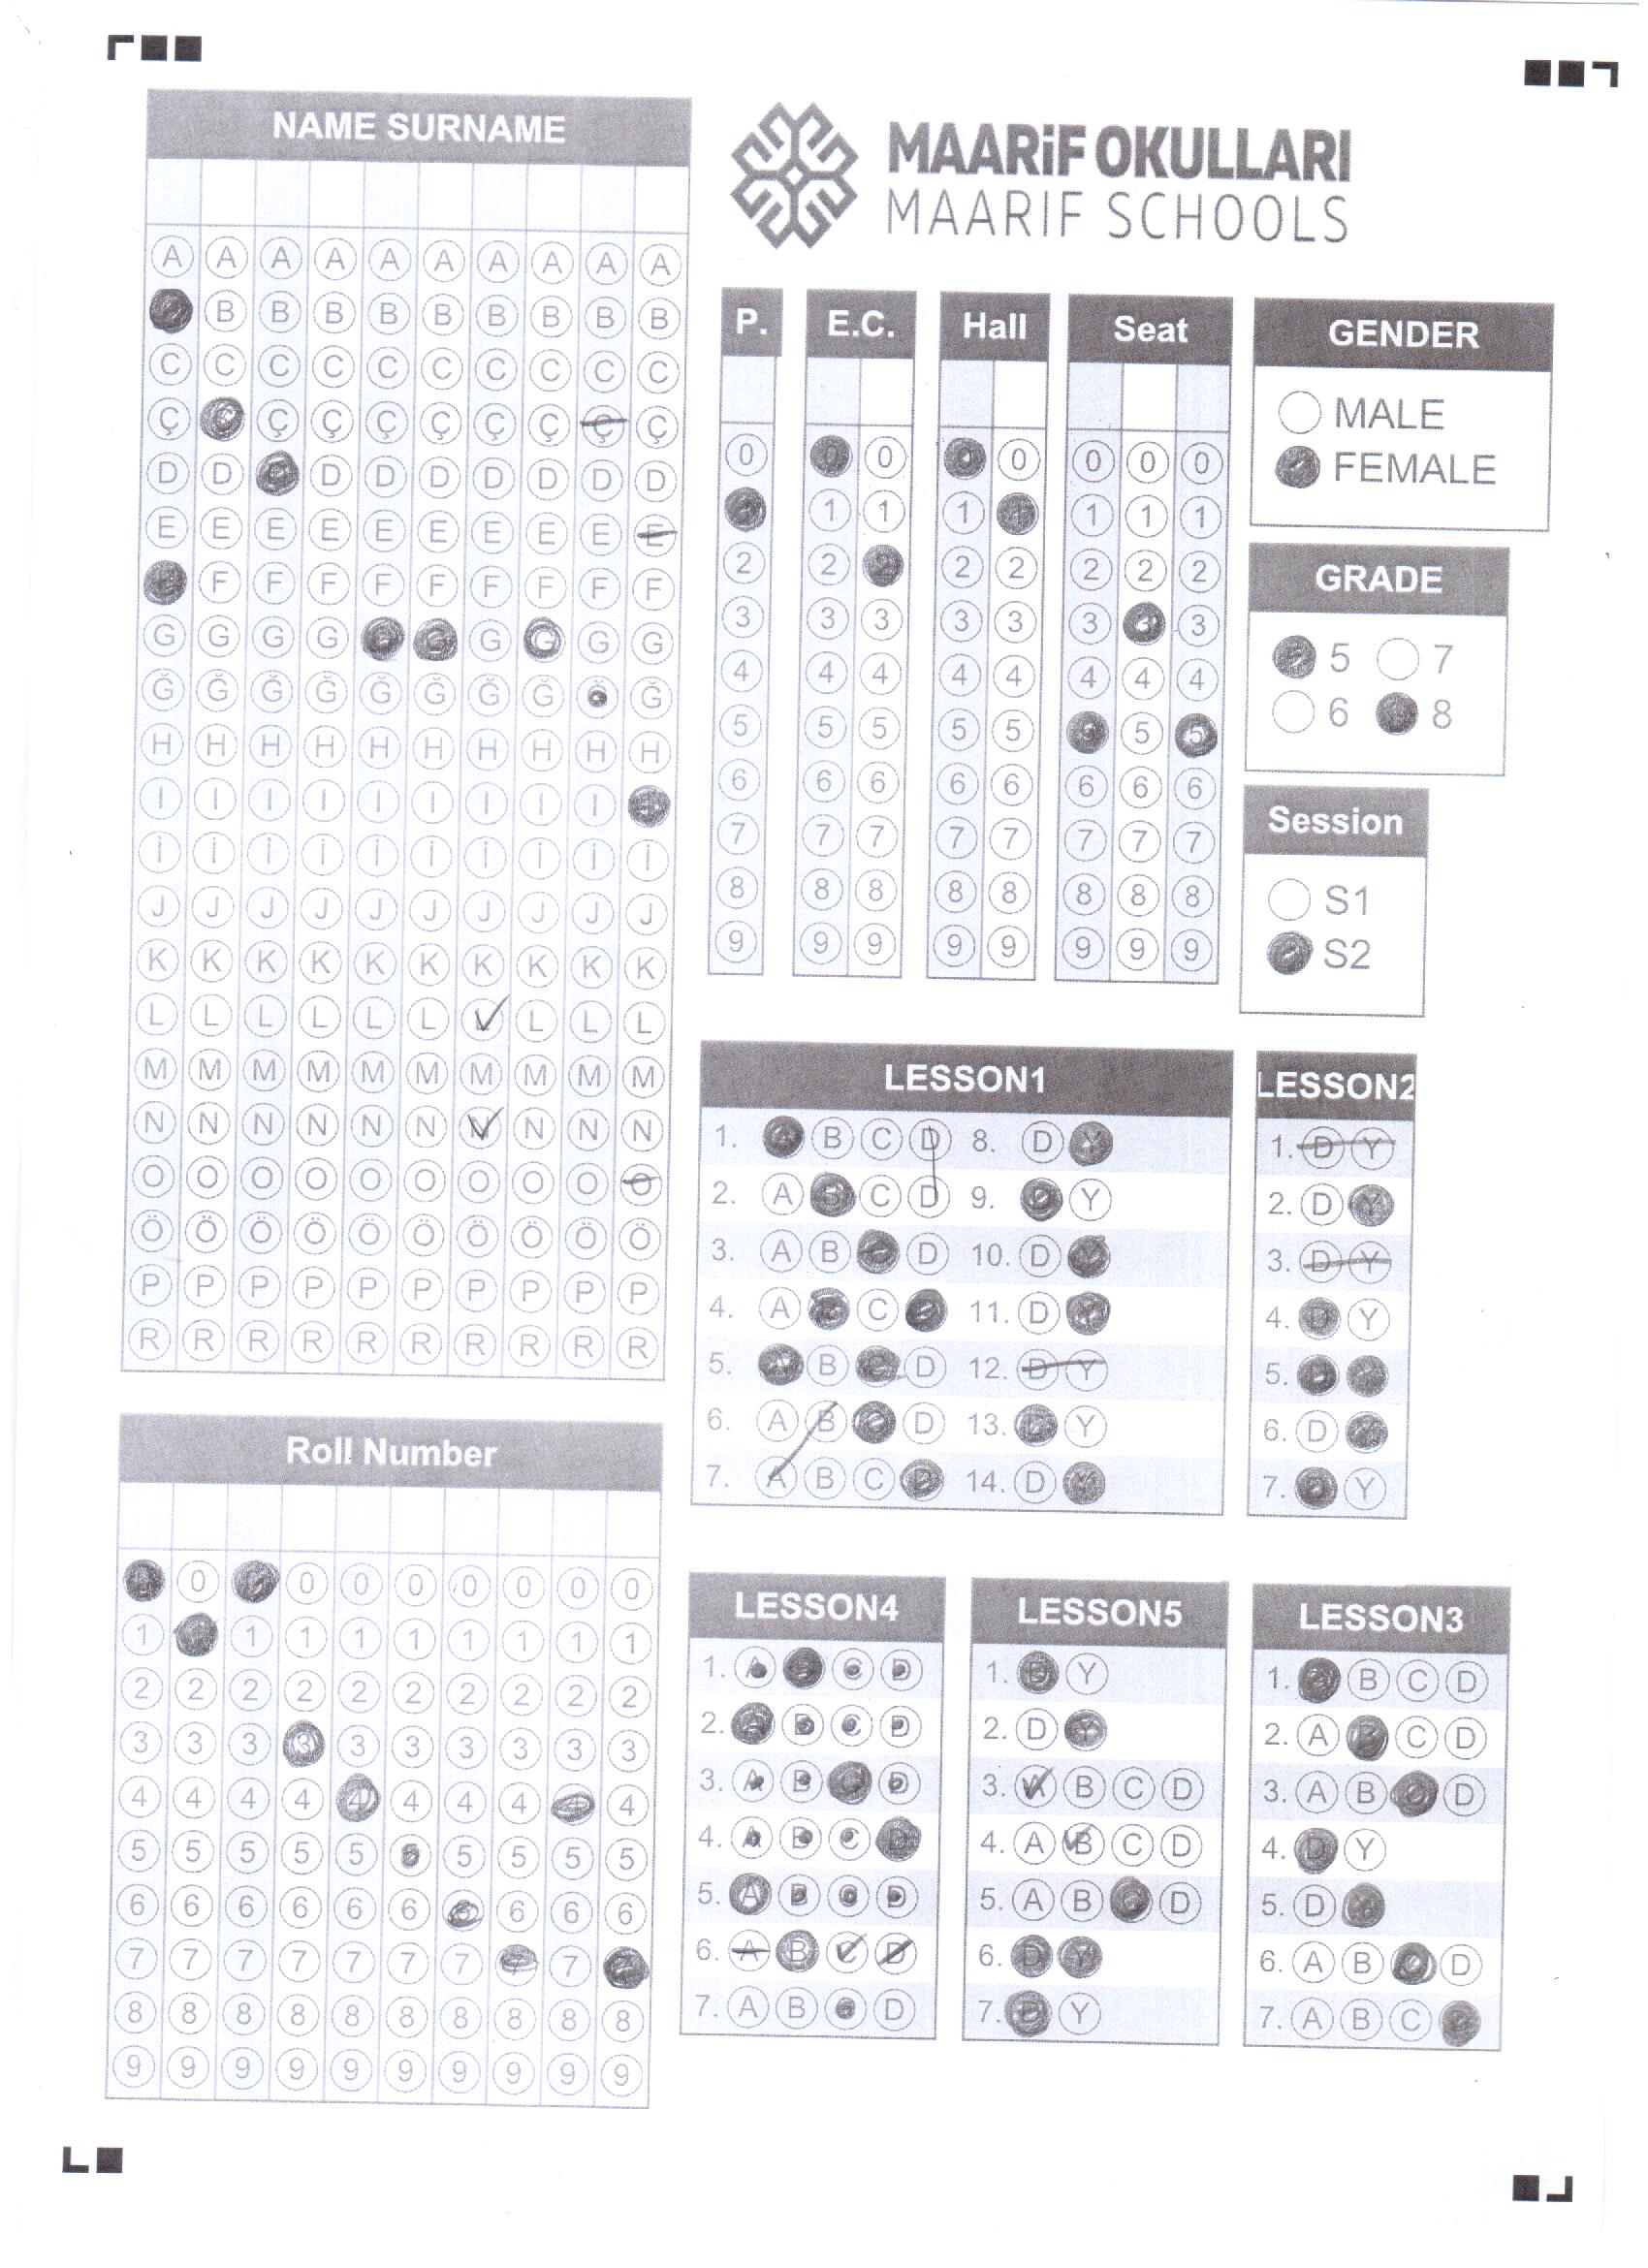 NAME SURNAME
A A A A A A A A A A
B B B B B B B B B
C C C C C C C C C C
Ç Ç Ç Ç Ç Ç Ç Ç Ç Ç
D D D D D D D D D
E E E E E E E E E E
F F F F F F F F F
G G G G G G G G G
Ğ Ğ Ğ Ğ Ğ Ğ Ğ Ğ Ğ
H H H H H H H H H H
I I I I I I I I I
İ İ İ İ İ İ İ İ İ İ
J J J J J J J J J J
K K K K K K K K K K
L L L L L L L L L L
M M M M M M M M M M
N N N N N N N N N N
O O O O O O O O O O
Ö Ö Ö Ö Ö Ö Ö Ö Ö Ö
P P P P P P P P P P
R R R R R R R R R R
MAARİF OKULLARI
MAARIF SCHOOLS
P.
0
2
3
4
5
6
7
8
9
E.C.
0 0
1 1
2 2
3 3
4 4
5 5
6 6
7 7
8 8
9 9
Hall
0 0
1 1
2 2
3 3
4 4
5 5
6 6
7 7
8 8
9 9
Seat
0 0 0
1 1 1
2 2 2
3 3
4 4 4
5 5
6 6 6
7 7 7
8 8 8
9 9 9
GENDER
MALE
FEMALE
GRADE
5 7
6 8
Session
S1
S2
LESSON1
1. A B C D 8. D Y
2. A B C D 9. Y
3. A B D 10. D Y
4. A C 11. D Y
5. A B C D 12. D Y
6. A B D 13. D Y
7. A B C D 14. D Y
LESSON2
1. D Y
2. D Y
3. D Y
4. D Y
5.
6. D Y
7. D Y
Roll Number
0 0 0 0 0 0 0 0
1 1 1 1 1 1 1 1 1
2 2 2 2 2 2 2 2 2 2
3 3 3 3 3 3 3 3 3 3
4 4 4 4 4 4 4 4 4 4
5 5 5 5 5 5 5 5 5
6 6 6 6 6 6 6 6 6
7 7 7 7 7 7 7 7 7
8 8 8 8 8 8 8 8 8 8
9 9 9 9 9 9 9 9 9 9
LESSON4
1. A C D
2. C D
3. A B C D
4. A B C D
5. A C D
6. A B C D
7. A B D
LESSON5
1. D Y
2. D Y
3. A B C D
4. A B C D
5. A B D
6. D Y
7. D Y
LESSON3
1. B C D
2. A B C D
3. A B D
4. D Y
5. D Y
6. A B D
7. A B C